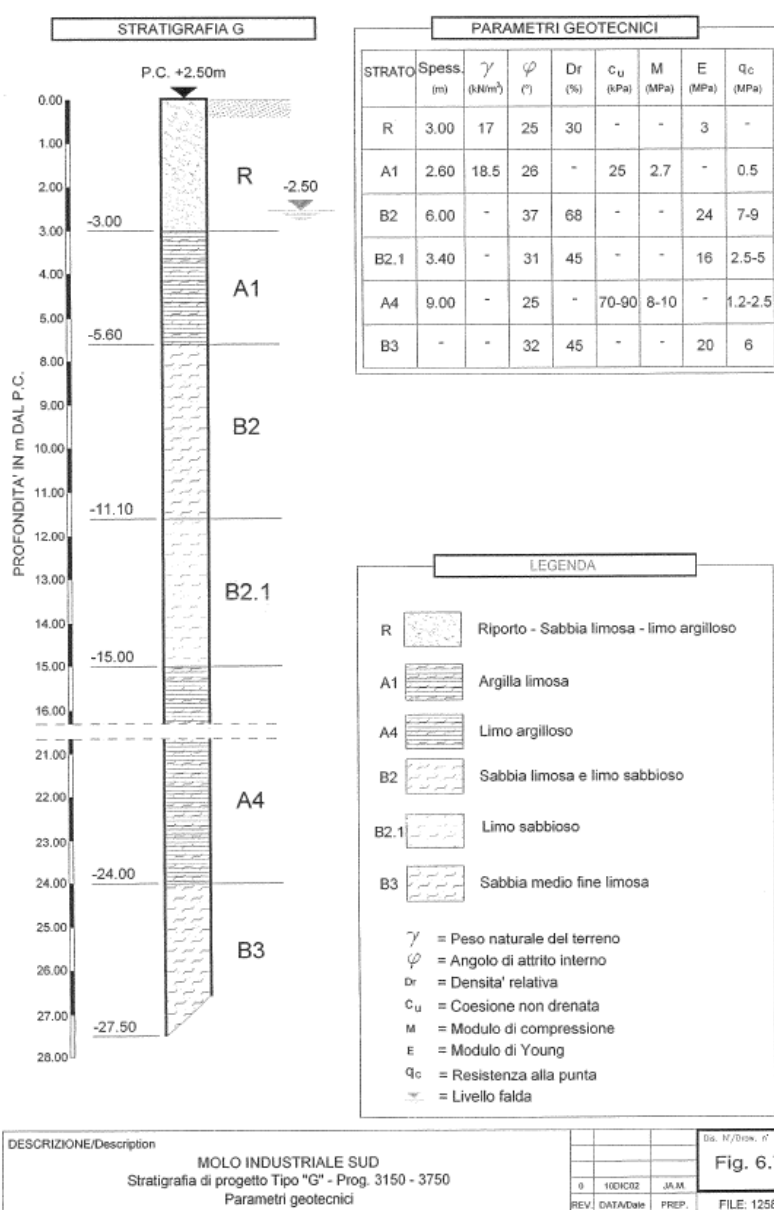 STRATIGRAFIA G
P.C. +2.50m
PROFONDITA' IN m DAL P.C.
0.00
1.00
2.00
3.00
4.00
5.00
8.00
9.00
10.00
11.00
12.00
13.00
14.00
15.00
16.00
21.00
22.00
23.00
24.00
25.00
26.00
27.00
28.00
-3.00
-5.60
-11.10
-15.00
-24.00
-27.50
R
-2.50
A1
B2
B2.1
A4
B3
PARAMETRI GEOTECNICI
STRATO Spess. (m) γ (kN/m³) φ (°) Dr (%) cu (kPa) M (MPa) E (MPa) qc (MPa)
R 3.00 17 25 30 - - 3 -
A1 2.60 18.5 26 - 25 2.7 - 0.5
B2 6.00 - 37 68 - - 24 7-9
B2.1 3.40 - 31 45 - - 16 2.5-5
A4 9.00 - 25 - 70-90 8-10 - 1.2-2.5
B3 - - 32 45 - - 20 6
LEGENDA
R Riporto - Sabbia limosa - limo argilloso
A1 Argilla limosa
A4 Limo argilloso
B2 Sabbia limosa e limo sabbioso
B2.1 Limo sabbioso
B3 Sabbia medio fine limosa
γ = Peso naturale del terreno
φ = Angolo di attrito interno
Dr = Densita' relativa
Cu = Coesione non drenata
M = Modulo di compressione
E = Modulo di Young
qc = Resistenza alla punta
= Livello falda
DESCRIZIONE/Description
MOLO INDUSTRIALE SUD
Stratigrafia di progetto Tipo "G" - Prog. 3150 - 3750
Parametri geotecnici
0 10DIC02 JA.M.
REV. DATA/Date PREP.
Dis. N°/Drow. n°
Fig. 6.
FILE: 1258